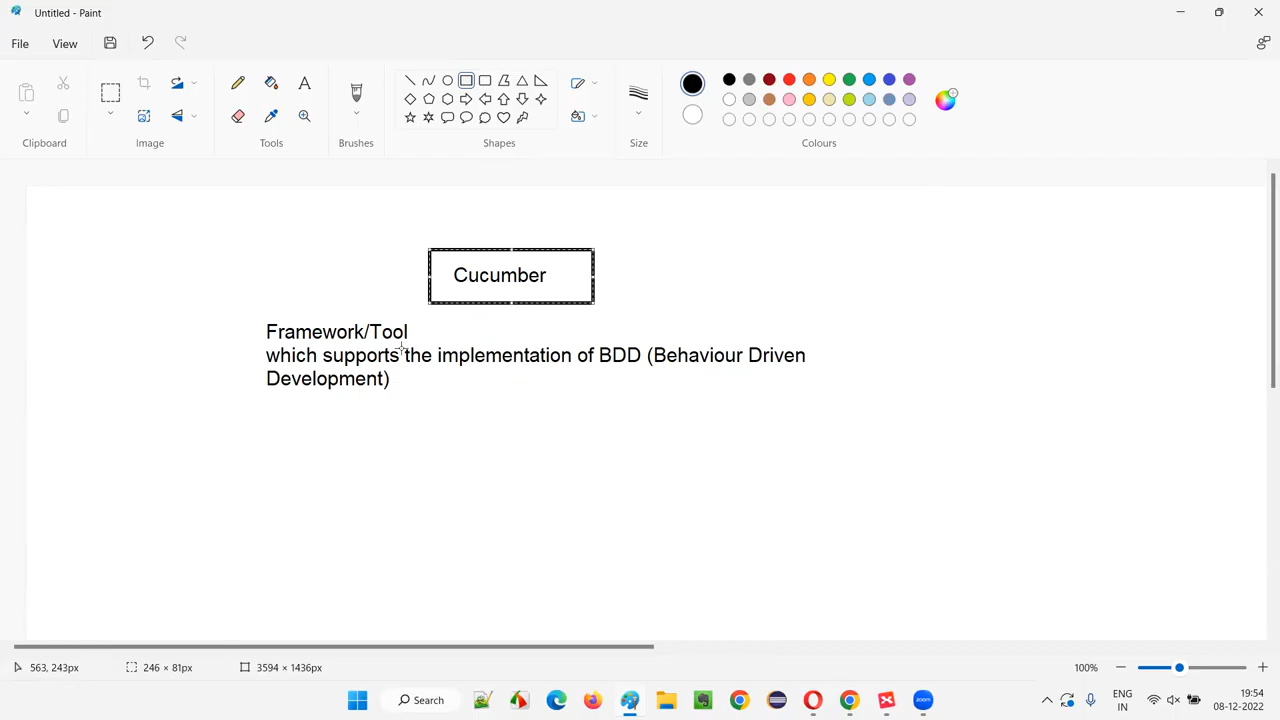 Untitled - Paint
File
View
Clipboard
Image
Tools
Brushes
Shapes
Size
Colours
Cucumber
Framework/Tool
which supports the implementation of BDD (Behaviour Driven
Development)
563, 243px
246 × 81px
3594 × 1436px
100%
Search
ENG
IN
19:54
08-12-2022
zoom